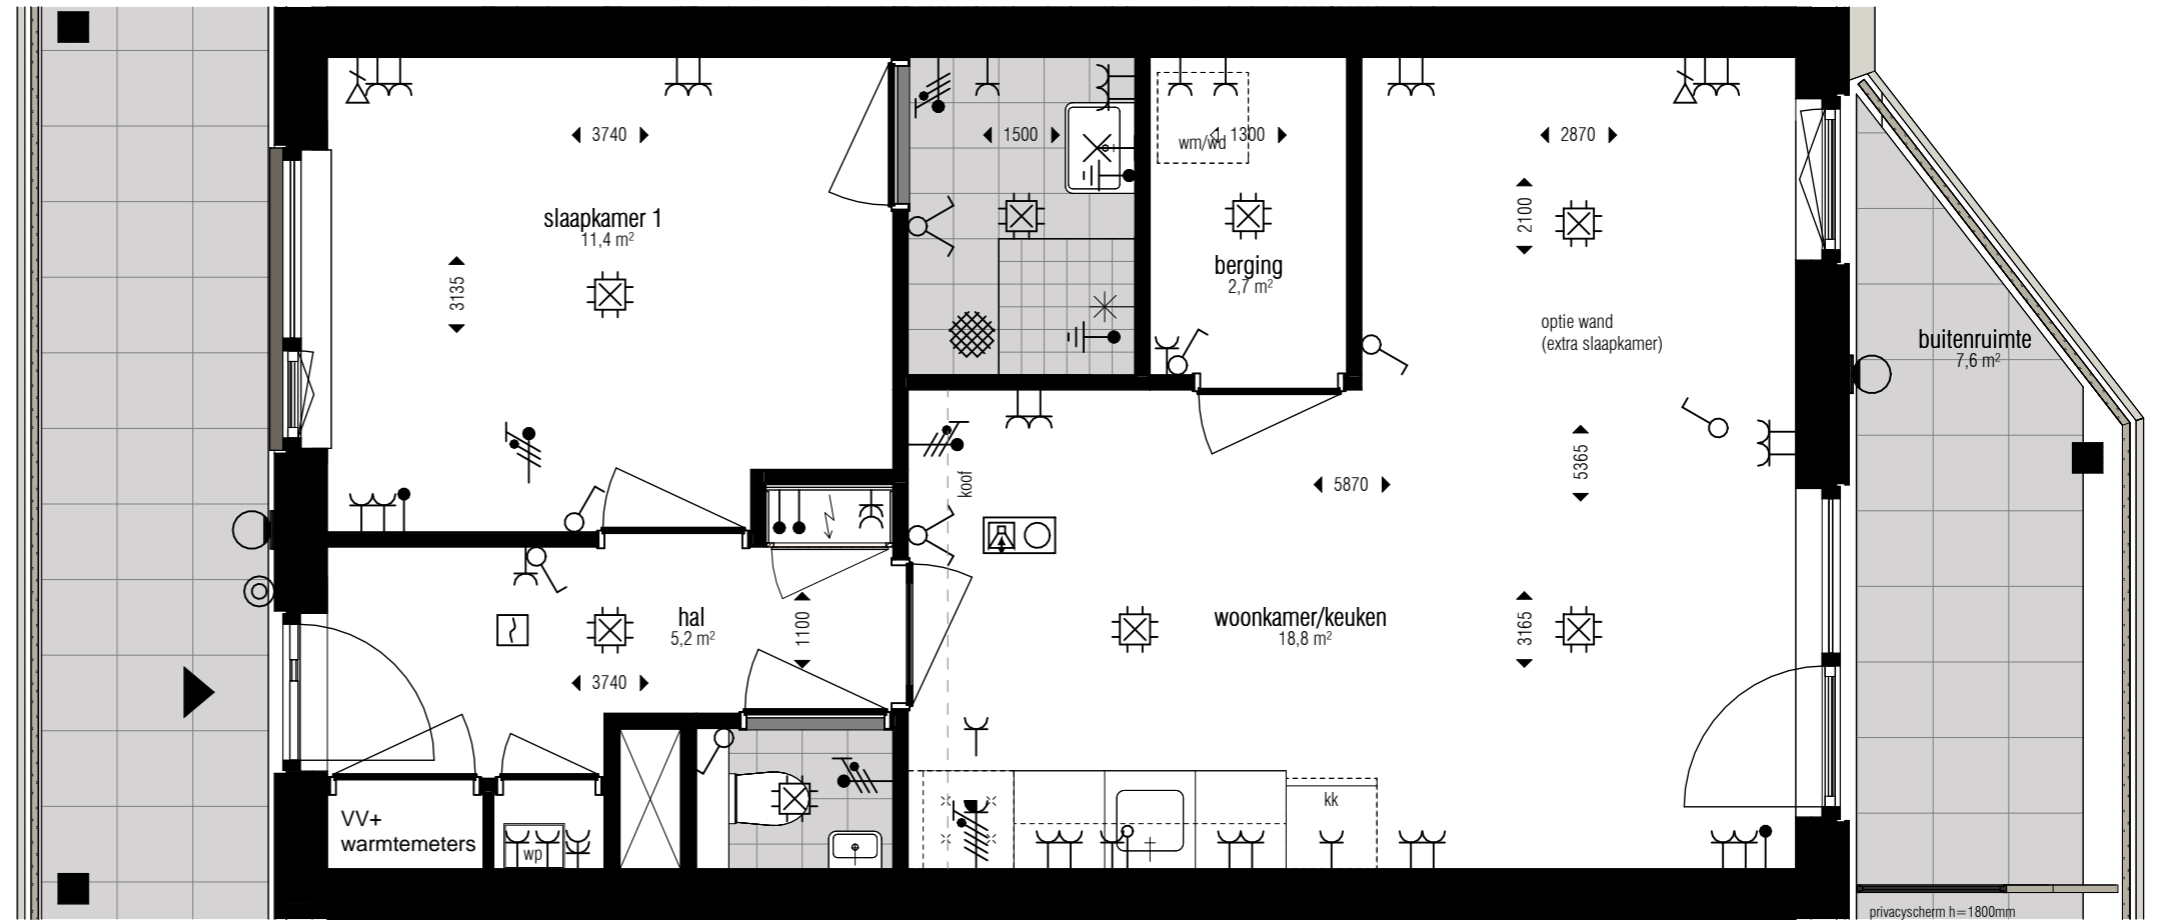 3740
1500
wm/wd
1300
2870
2100
slaapkamer 1
11,4 m²
3135
berging
2,7 m²
optie wand
(extra slaapkamer)
buitenruimte
7,6 m²
koof
5870
5365
hal
5,2 m²
1100
3740
woonkamer/keuken
18,8 m²
3165
VV+
warmtemeters
wp
kk
privacyscherm h=1800mm